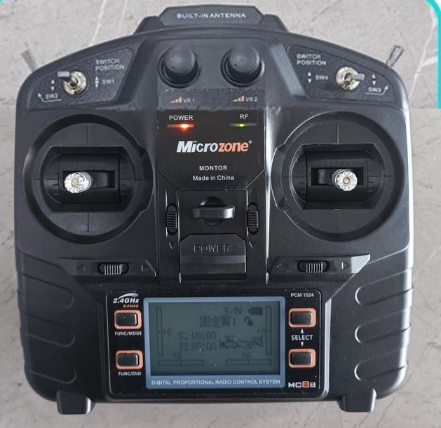 BUILT-IN ANTENNA
SWITCH
POSITION
SW1
SW2
VR 1
VR 2
SWITCH
POSITION
SW4
SW3
POWER
RF
Microzone®
MONTOR
Made in China
POWER
2.4GHz
PCM 1024
FUNC/MODE
SELECT
FUNC/END
DIGITAL PROPORTIONAL RADIO CONTROL SYSTEM
MC8B